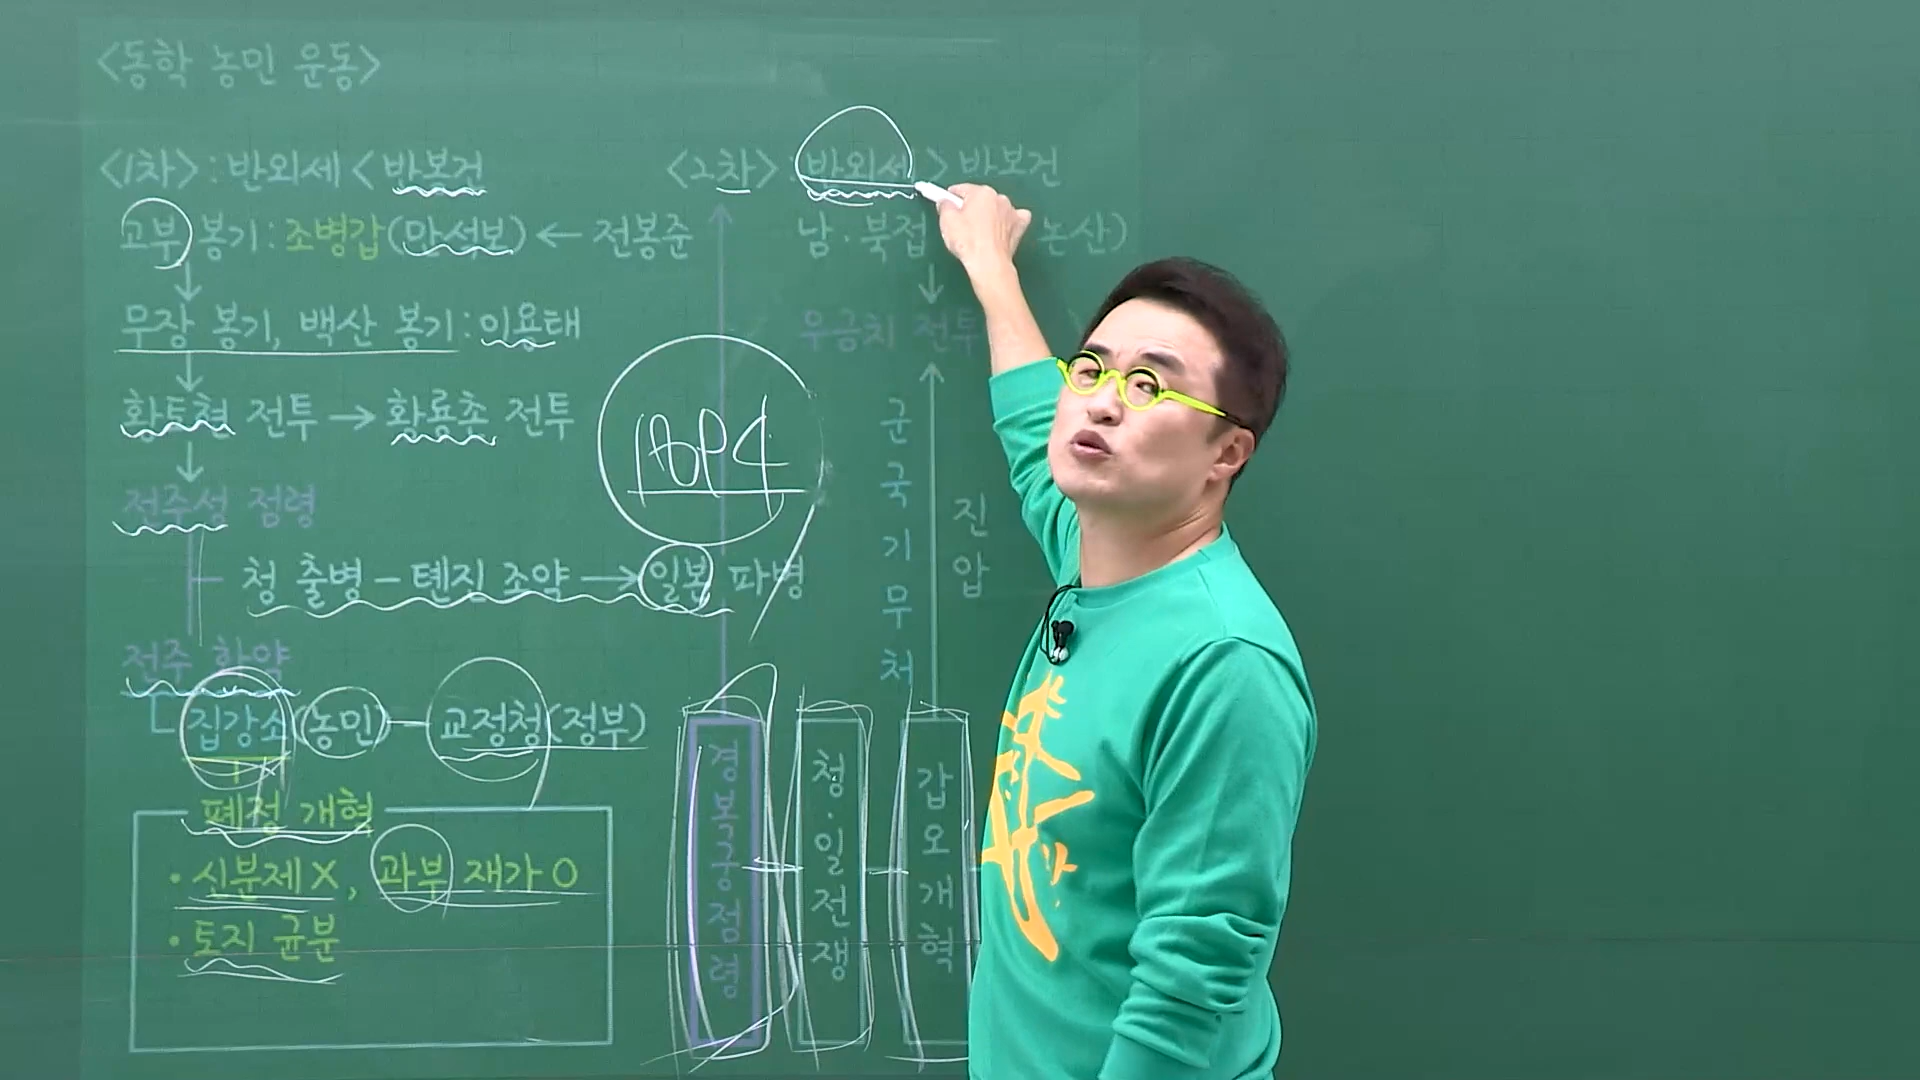 <동학 농민 운동>
<1차> : 반외세 < 반봉건
고부 봉기 : 조병갑(만석보) ← 전봉준
↓
무장 봉기, 백산 봉기 : 이용태
↓
황토현 전투 → 황룡촌 전투
↓
전주성 점령
청 출병 - 톈진 조약 → 일본 파병
전주 화약
집강소(농민) - 교정청(정부)
폐정 개혁
· 신분제 X, 과부 재가 O
· 토지 균분
1894
<2차> : 반외세 > 반봉건
남·북접 논산)
↓
우금치 전투
↑
군국기무처
진압
경복궁 점령
청·일 전쟁
갑오개혁